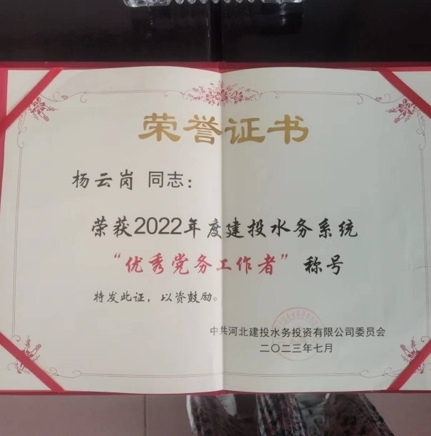 荣誉证书
杨云岗 同志：
荣获2022年度建投水务系统
“优秀党务工作者” 称号
特发此证，以资鼓励。
中共河北建投水务投资有限公司委员会
二〇二三年七月